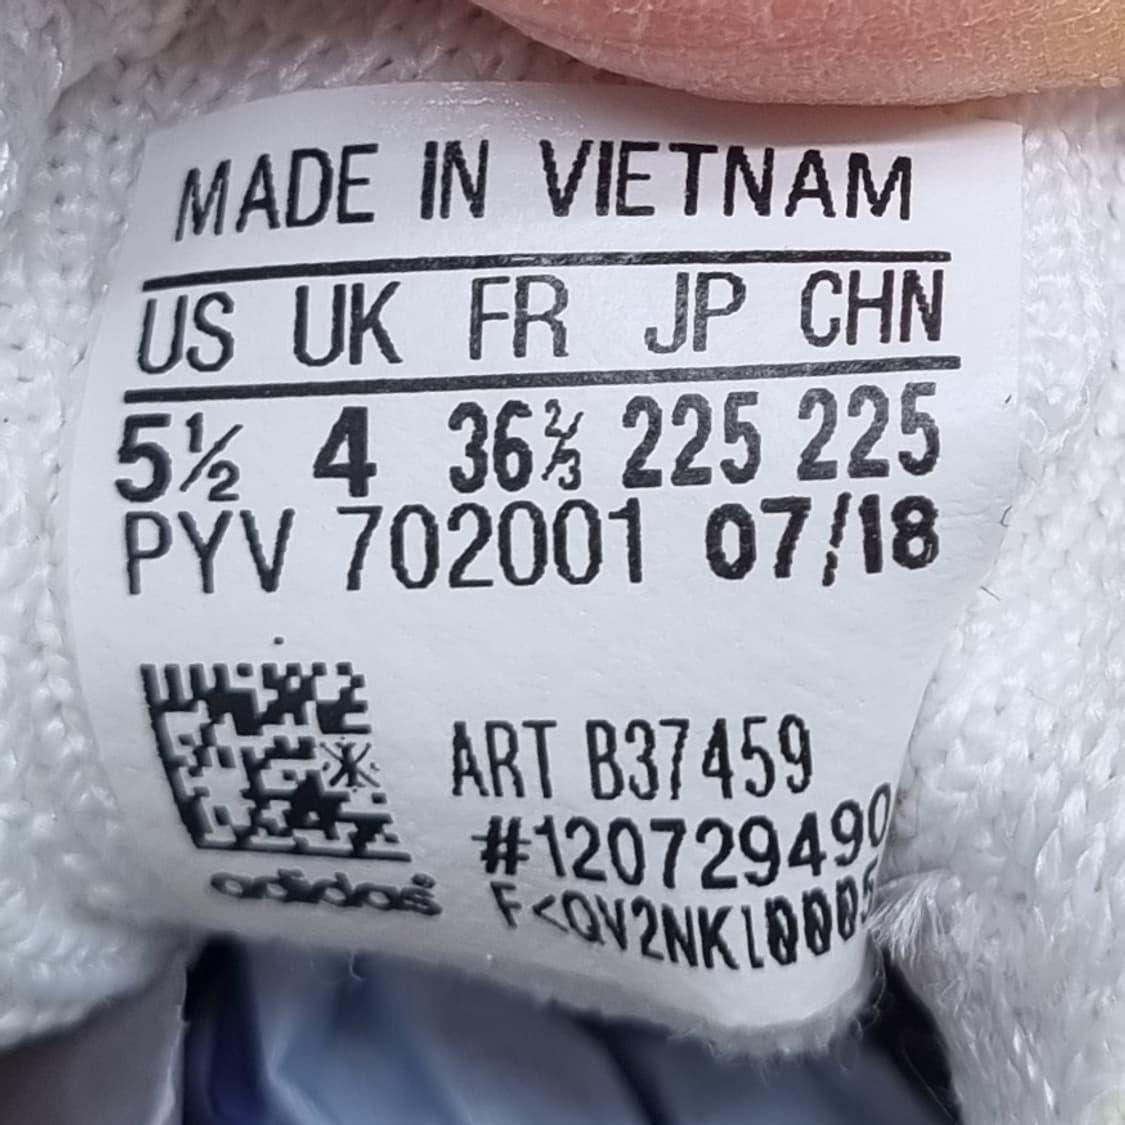 MADE IN VIETNAM
US UK FR JP CHN
5½ 4 36⅔ 225 225
PYV 702001 07/18
ART B37459
#120729490
adidas